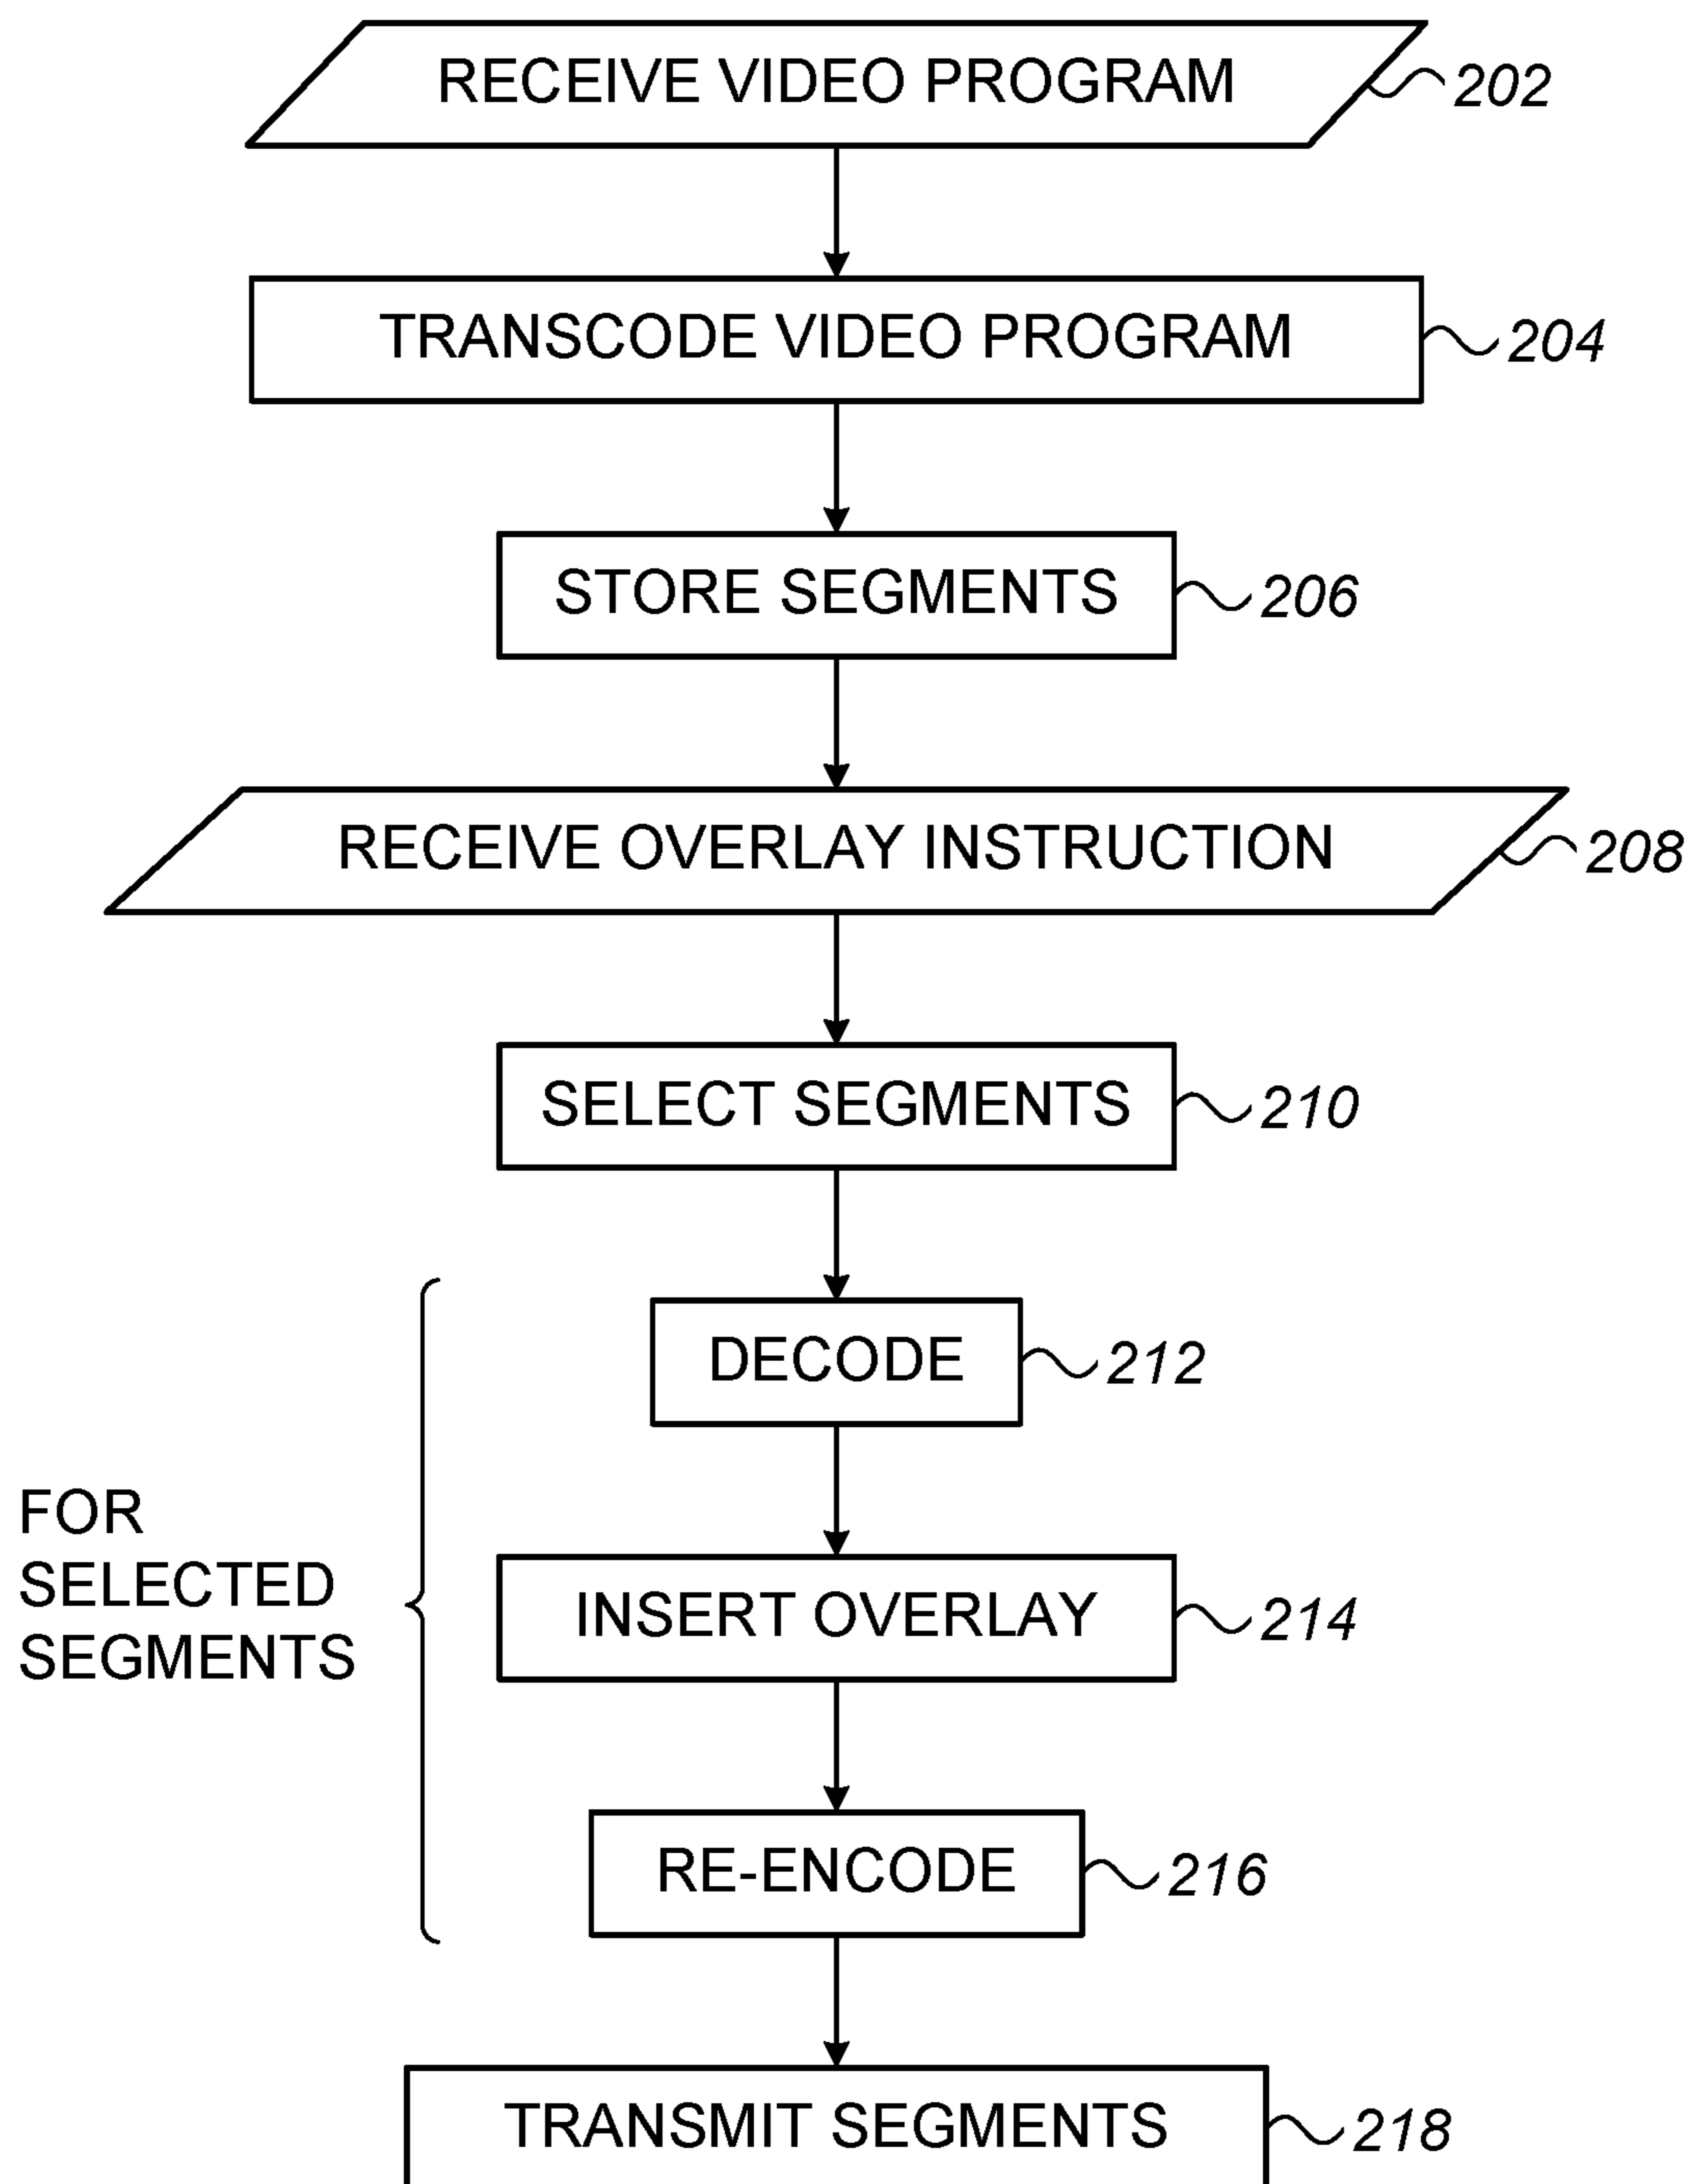 RECEIVE VIDEO PROGRAM 202
TRANSCODE VIDEO PROGRAM 204
STORE SEGMENTS 206
RECEIVE OVERLAY INSTRUCTION 208
SELECT SEGMENTS 210
DECODE 212
FOR
SELECTED
SEGMENTS
INSERT OVERLAY 214
RE-ENCODE 216
TRANSMIT SEGMENTS 218